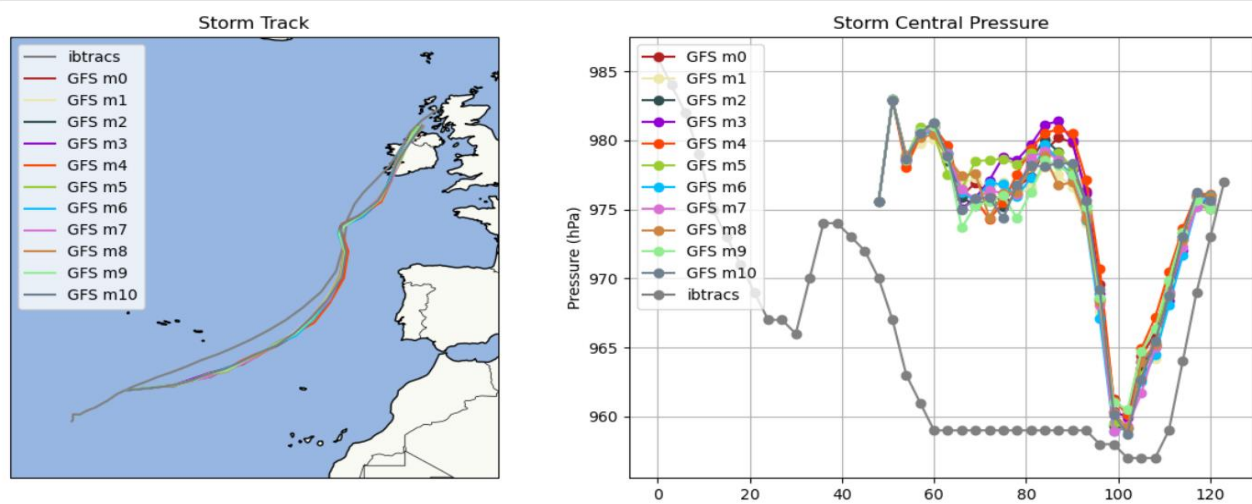 Storm Track
ibtracs
GFS m0
GFS m1
GFS m2
GFS m3
GFS m4
GFS m5
GFS m6
GFS m7
GFS m8
GFS m9
GFS m10
Storm Central Pressure
Pressure (hPa)
985
980
975
970
965
960
GFS m0
GFS m1
GFS m2
GFS m3
GFS m4
GFS m5
GFS m6
GFS m7
GFS m8
GFS m9
GFS m10
ibtracs
0 20 40 60 80 100 120